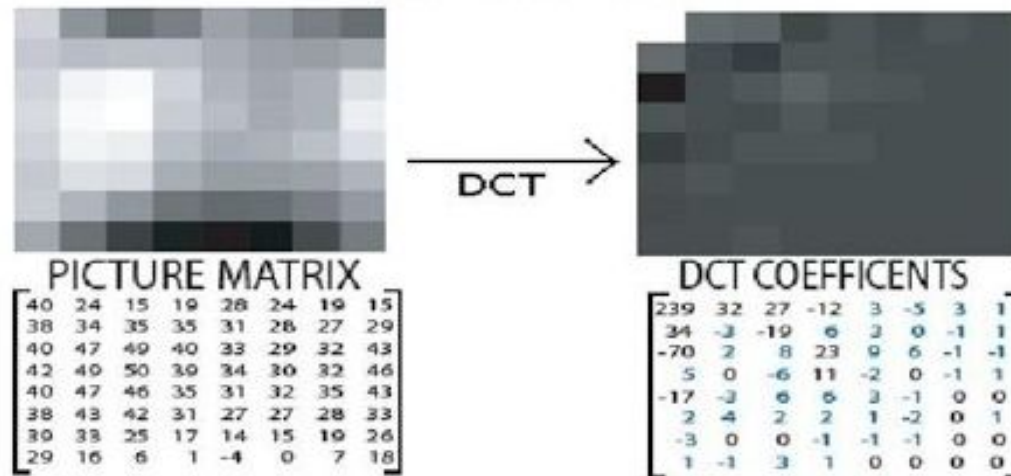 DCT
PICTURE MATRIX
40 24 15 19 28 24 19 15
38 34 35 35 31 28 27 29
40 47 49 40 33 29 32 43
42 49 50 39 34 30 32 46
40 47 46 35 31 32 35 43
38 43 42 31 27 27 28 33
39 33 25 17 14 15 19 26
29 16 6 1 -4 0 7 18
DCT COEFFICENTS
239 32 27 -12 3 -5 3 1
34 -3 -19 6 3 0 -1 1
-70 2 8 23 9 6 -1 -1
5 0 -6 11 -2 0 -1 1
-17 -3 6 6 3 -1 0 0
2 4 2 2 1 -2 0 1
-3 0 0 -1 -1 -1 0 0
1 -1 3 1 0 0 0 0